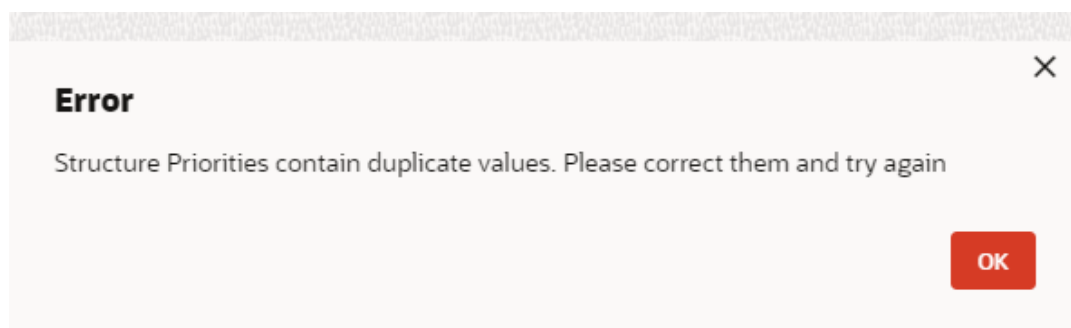 Error
Structure Priorities contain duplicate values. Please correct them and try again
OK